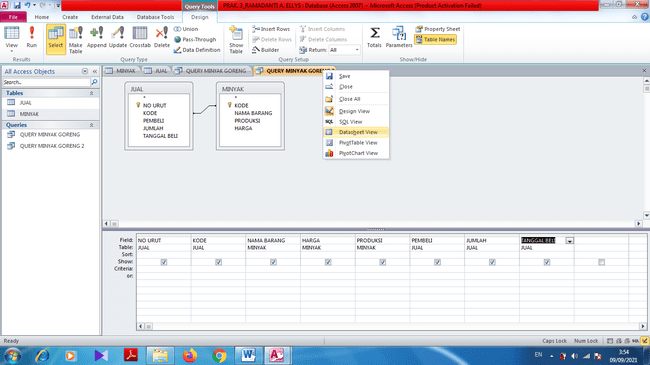 PRAK-3_RAMADANTI A ELLYS : Database (Access 2007) - Microsoft Access (Product Activation Failed)
Query Tools
File Home Create External Data Database Tools Design
View Run Select Make Table Append Update Crosstab Delete
Union
Pass-Through
Data Definition
Show Table
Insert Rows
Delete Rows
Builder
Insert Columns
Delete Columns
Return: All
Totals Parameters
Property Sheet
Table Names
Results Query Type Query Setup Show/Hide
All Access Objects
Search...
Tables
JUAL
MINYAK
Queries
QUERY MINYAK GORENG
QUERY MINYAK GORENG 2
MINYAK JUAL QUERY MINYAK GORENG QUERY MINYAK GORENG 2
JUAL
*
NO URUT
KODE
PEMBELI
JUMLAH
TANGGAL BELI
MINYAK
*
KODE
NAMA BARANG
PRODUKSI
HARGA
Save
Close
Close All
Design View
SQL SQL View
Datasheet View
PivotTable View
PivotChart View
Field: NO URUT KODE NAMA BARANG HARGA PRODUKSI PEMBELI JUMLAH TANGGAL BELI
Table: JUAL JUAL MINYAK MINYAK MINYAK JUAL JUAL JUAL
Sort:
Show:
Criteria:
or:
Ready
Caps Lock Num Lock
SQL
EN
3:54
09/09/2021